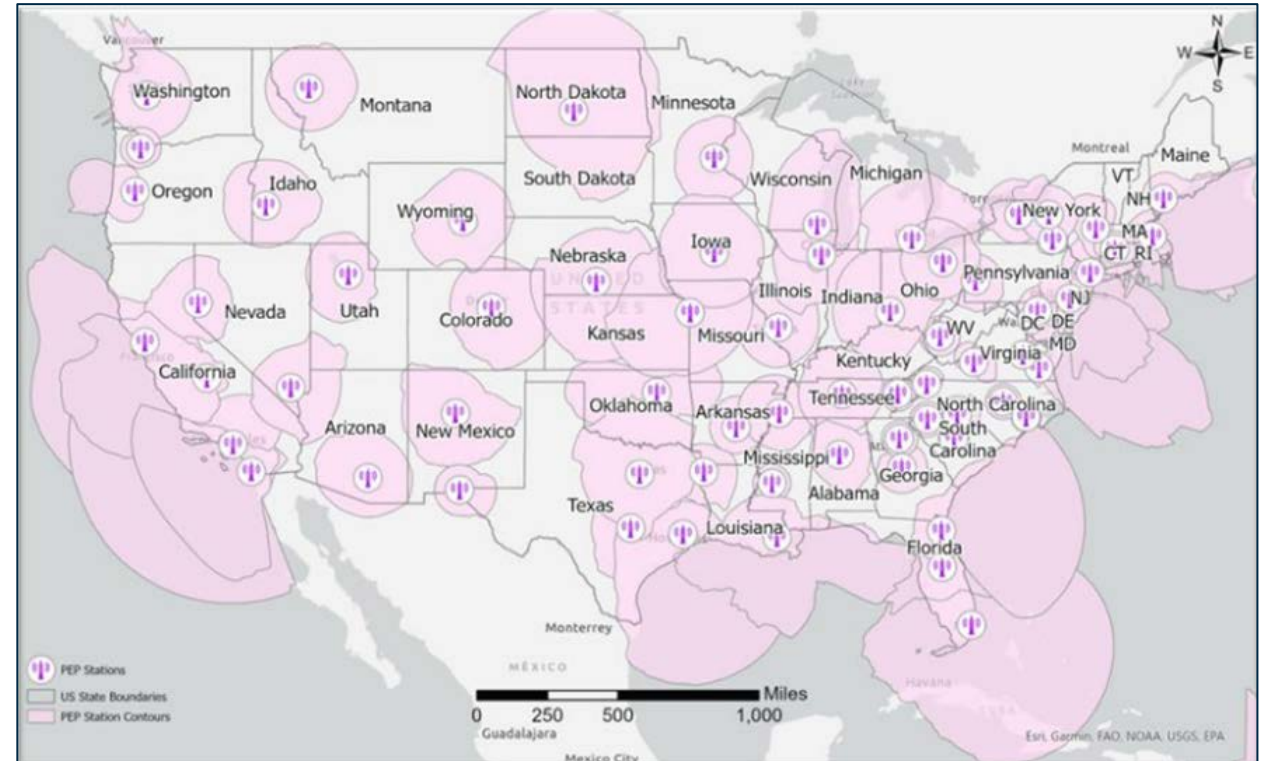 Vancouver
N
W E
S
Washington
Montana
North Dakota
Minnesota
Montreal
Maine
VT
Oregon
Idaho
South Dakota
Wisconsin
Michigan
NH
Wyoming
New York
MA
CT RI
Iowa
Nebraska
UNITED
STATES
Pennsylvania
Nevada
Utah
Colorado
Illinois
Indiana
Ohio
NJ
Kansas
Missouri
WV
DC DE
MD
Virginia
Kentucky
California
Oklahoma
Arkansas
Tennessee
North Carolina
South
Carolina
Arizona
New Mexico
Mississippi
Georgia
Alabama
Texas
Louisiana
Florida
Monterrey
MÉXICO
Havana
CUBA
PEP Stations
US State Boundaries
PEP Station Contours
Miles
0 250 500 1,000
Guadalajara
Mexico City
Esri, Garmin, FAO, NOAA, USGS, EPA